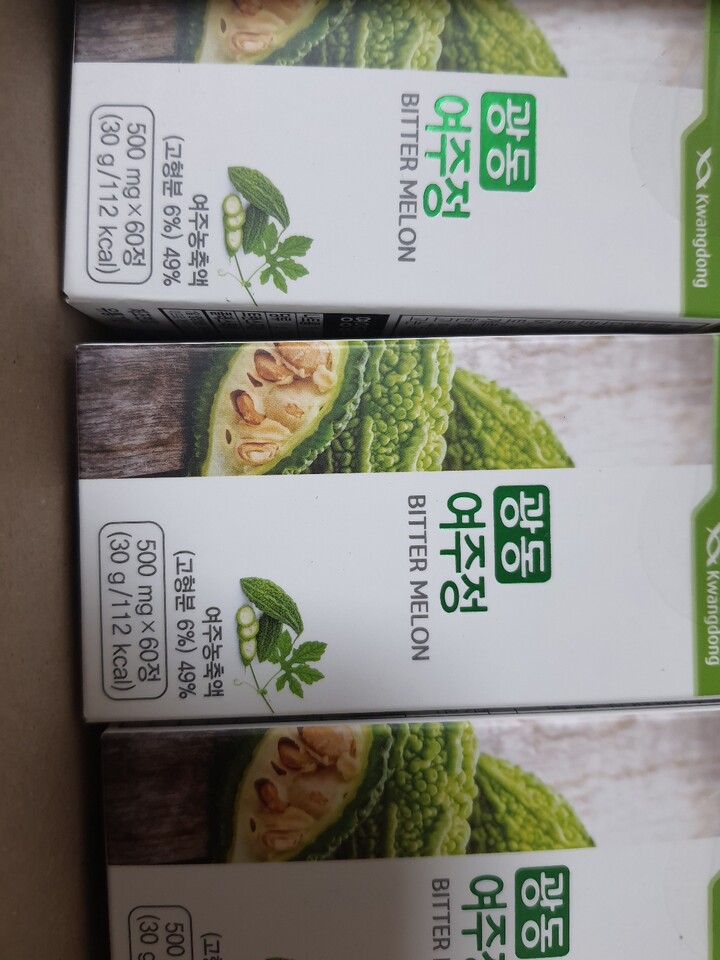 Kwangdong
광동
여주정
BITTER MELON
여주농축액
(고형분 6%) 49%
500 mg × 60정
(30 g/112 kcal)
Kwangdong
광동
여주정
BITTER MELON
여주농축액
(고형분 6%) 49%
500 mg × 60정
(30 g/112 kcal)
광동
여주정
BITTER
(고
500
(30 g